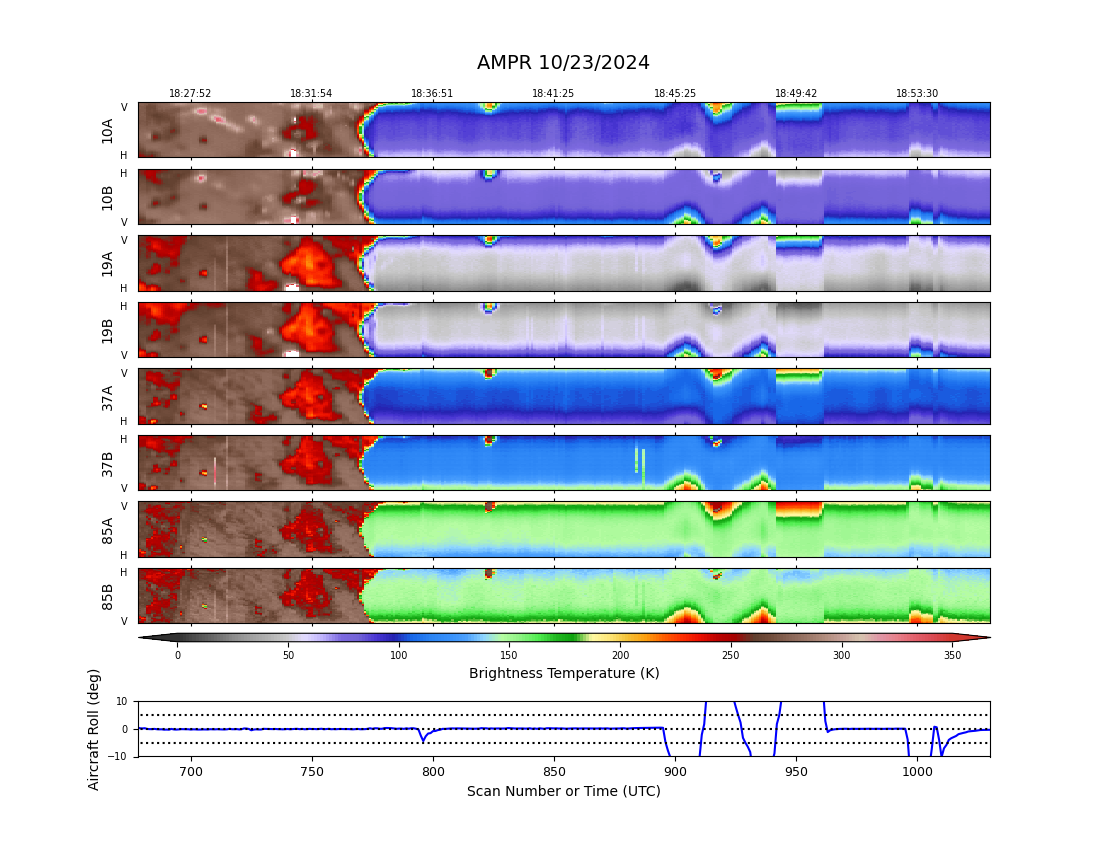 AMPR 10/23/2024
18:27:52 18:31:54 18:36:51 18:41:25 18:45:25 18:49:42 18:53:30
V
10A
H
H
10B
V
V
19A
H
H
19B
V
V
37A
H
H
37B
V
V
85A
H
H
85B
V
0 50 100 150 200 250 300 350
Brightness Temperature (K)
Aircraft Roll (deg)
10
0
−10
700 750 800 850 900 950 1000
Scan Number or Time (UTC)